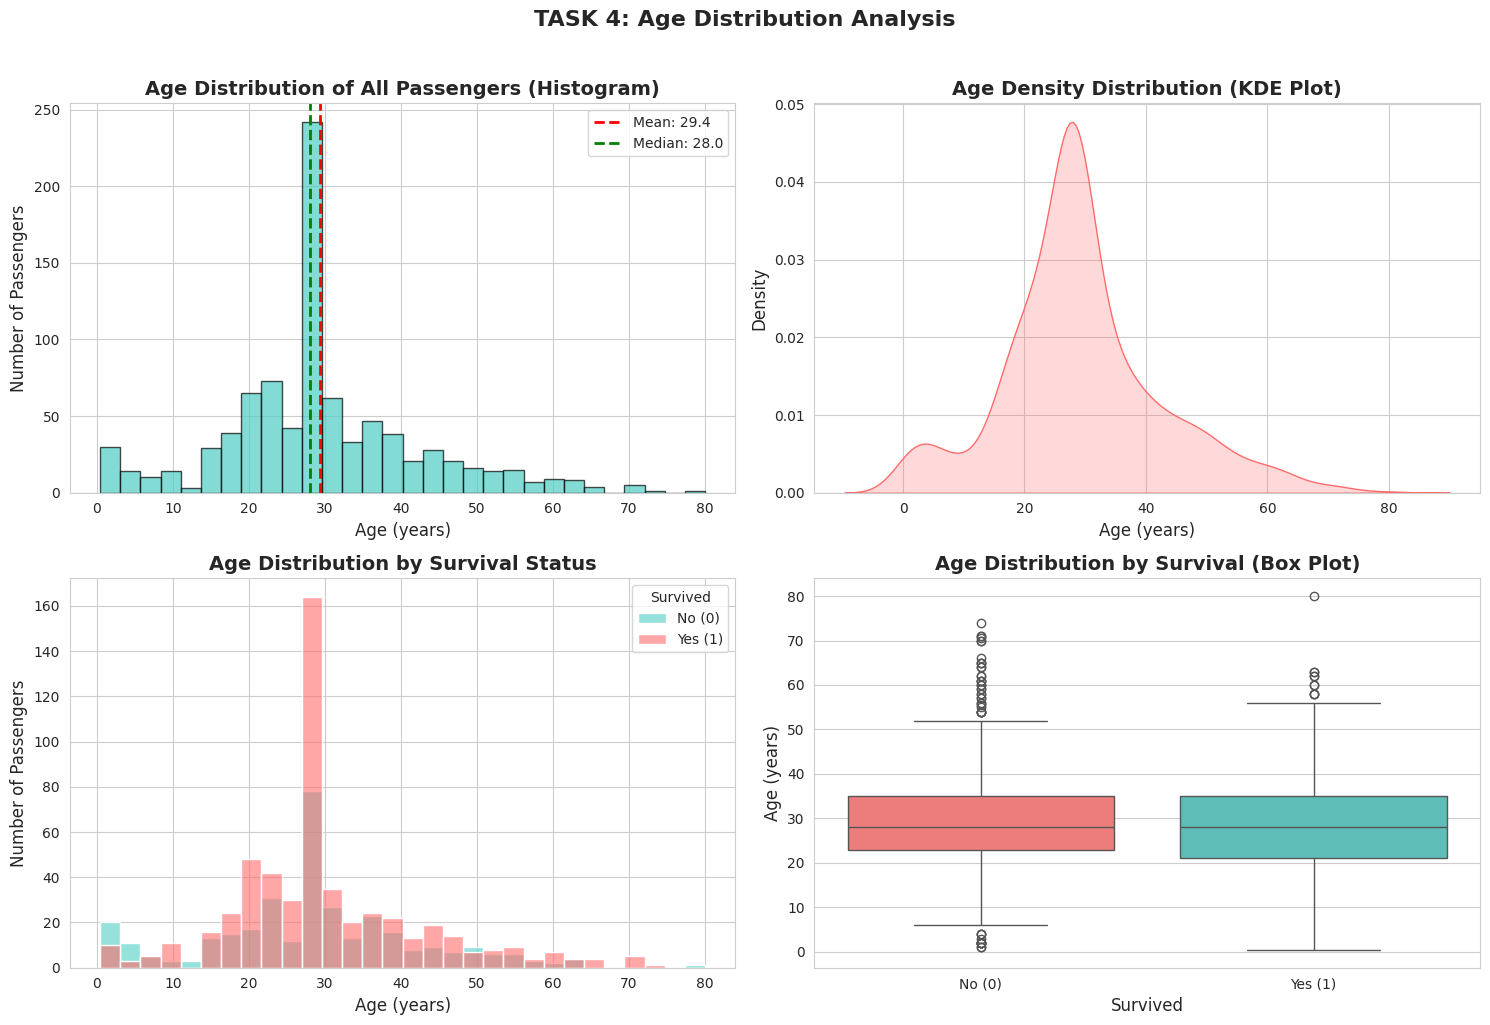 TASK 4: Age Distribution Analysis
Age Distribution of All Passengers (Histogram)
Number of Passengers
250
200
150
100
50
0
0 10 20 30 40 50 60 70 80
Age (years)
Mean: 29.4
Median: 28.0
Age Density Distribution (KDE Plot)
Density
0.05
0.04
0.03
0.02
0.01
0.00
0 20 40 60 80
Age (years)
Age Distribution by Survival Status
Number of Passengers
160
140
120
100
80
60
40
20
0
0 10 20 30 40 50 60 70 80
Age (years)
Survived
No (0)
Yes (1)
Age Distribution by Survival (Box Plot)
Age (years)
80
70
60
50
40
30
20
10
0
No (0) Yes (1)
Survived